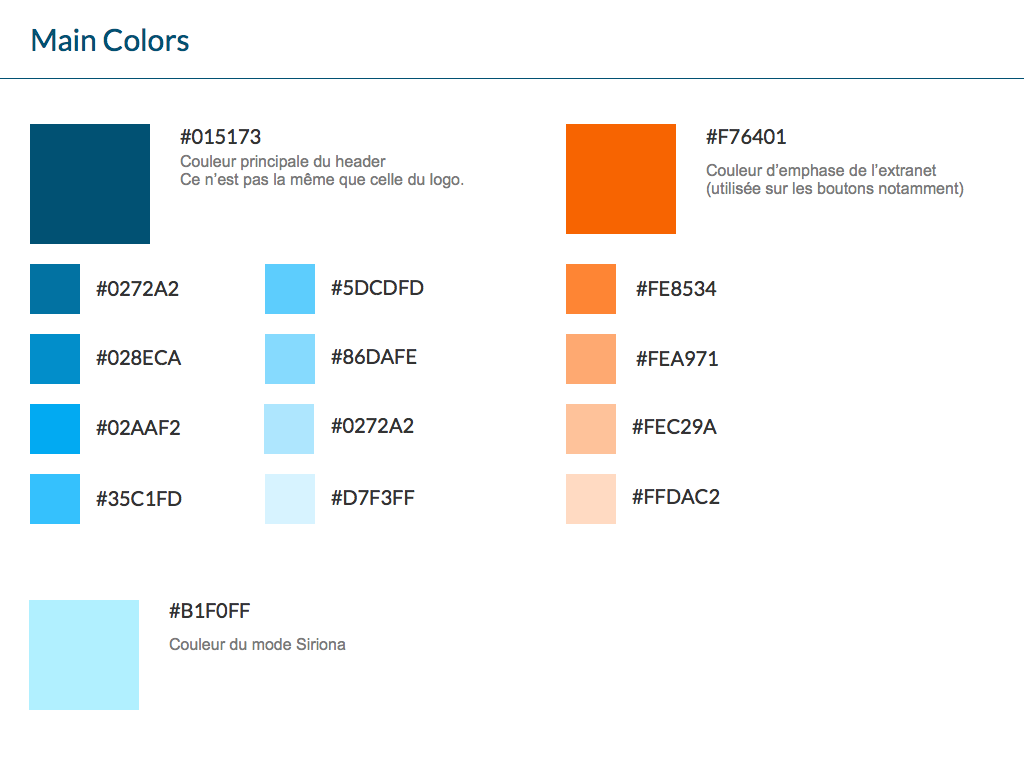 Main Colors
#015173
Couleur principale du header
Ce n’est pas la même que celle du logo.
#F76401
Couleur d’emphase de l’extranet
(utilisée sur les boutons notamment)
#0272A2
#5DCDFD
#FE8534
#028ECA
#86DAFE
#FEA971
#02AAF2
#0272A2
#FEC29A
#35C1FD
#D7F3FF
#FFDAC2
#B1F0FF
Couleur du mode Siriona